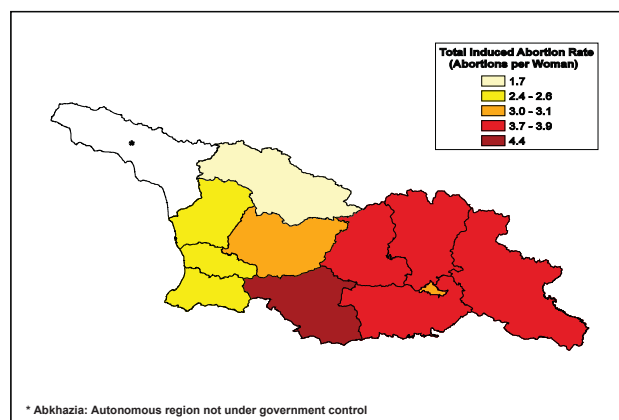 Total Induced Abortion Rate
(Abortions per Woman)
1.7
2.4 - 2.6
3.0 - 3.1
3.7 - 3.9
4.4
*
* Abkhazia: Autonomous region not under government control